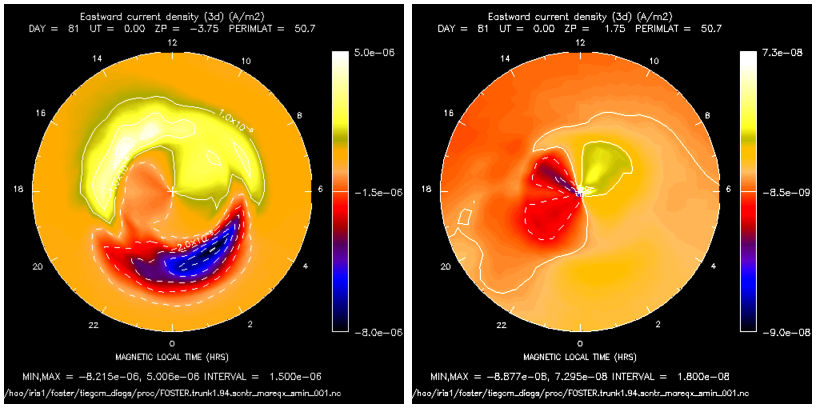 Eastward current density (3d) (A/m2)
DAY = 81 UT = 0.00 ZP = -3.75 PERIMLAT = 50.7
12
14
10
16
8
18
6
20
4
22
2
0
5.0e-06
-1.5e-06
-8.0e-06
MAGNETIC LOCAL TIME (HRS)
MIN,MAX = -8.215e-06, 5.006e-06 INTERVAL = 1.500e-06
/hao/iris1/foster/tiegcm_diags/proc/FOSTER.trunk1.94.scntr_mareqx_smin_001.nc
Eastward current density (3d) (A/m2)
DAY = 81 UT = 0.00 ZP = 1.75 PERIMLAT = 50.7
12
14
10
16
8
18
6
20
4
22
2
0
7.3e-08
-8.5e-09
-9.0e-08
MAGNETIC LOCAL TIME (HRS)
MIN,MAX = -8.877e-08, 7.295e-08 INTERVAL = 1.800e-08
/hao/iris1/foster/tiegcm_diags/proc/FOSTER.trunk1.94.scntr_mareqx_smin_001.nc